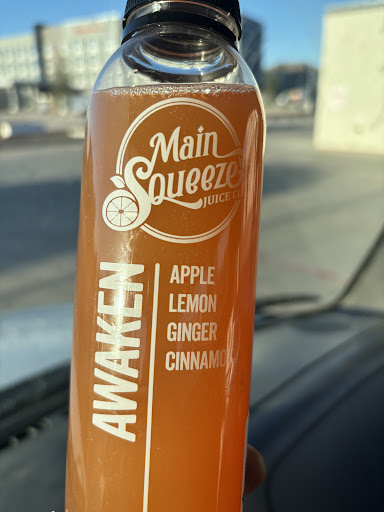 Main
Squeeze
JUICE CO
AWAKEN
APPLE
LEMON
GINGER
CINNAMO